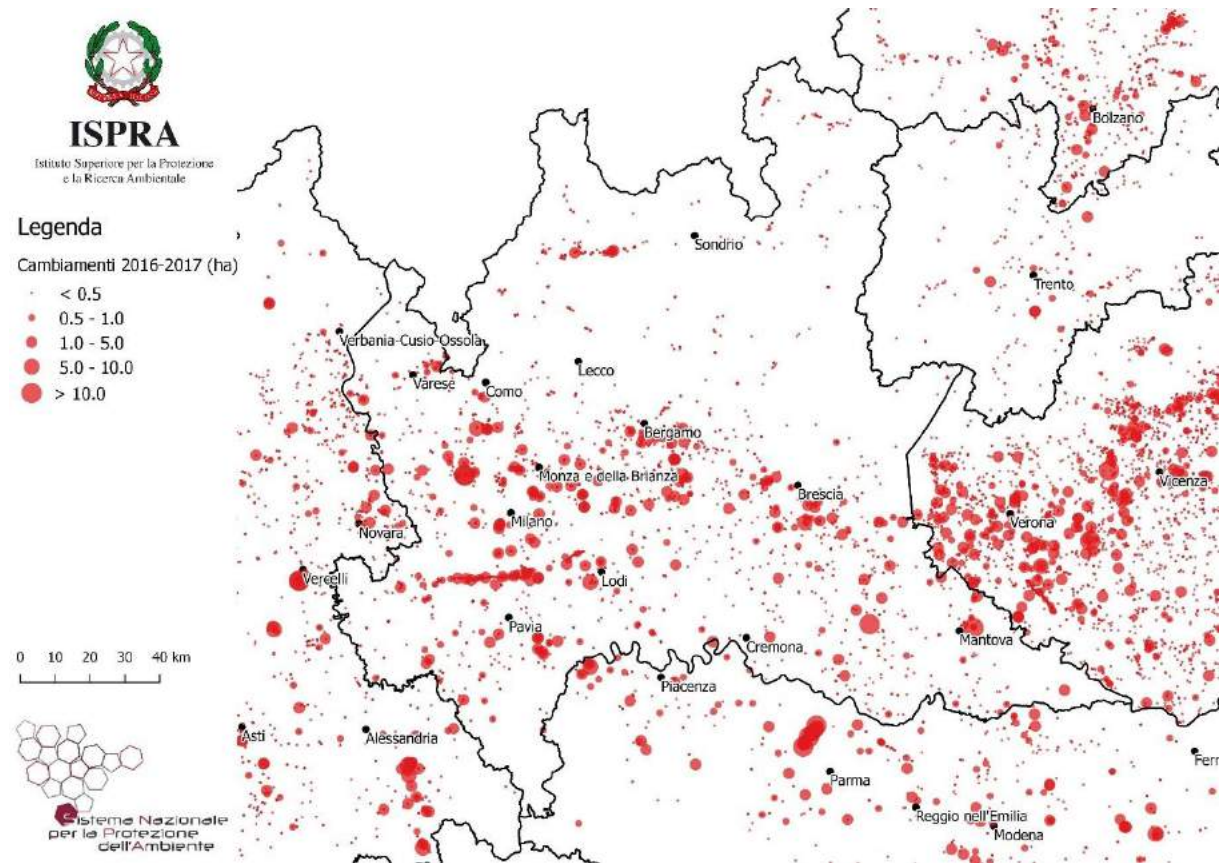 ISPRA
Istituto Superiore per la Protezione
e la Ricerca Ambientale
Legenda
Cambiamenti 2016-2017 (ha)
< 0.5
0.5 - 1.0
1.0 - 5.0
5.0 - 10.0
> 10.0
0 10 20 30 40 km
Sistema Nazionale
per la Protezione
dell'Ambiente
Bolzano
Sondrio
Trento
Verbania-Cusio-Ossola
Lecco
Varese
Como
Bergamo
Monza e della Brianza
Vicenza
Brescia
Milano
Verona
Novara
Vercelli
Lodi
Pavia
Mantova
Cremona
Piacenza
Asti
Alessandria
Ferr
Parma
Reggio nell'Emilia
Modena